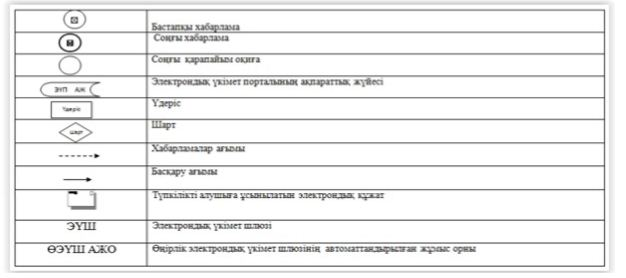 Бастапқы хабарлама
Соңғы хабарлама
Соңғы қарапайым оқиға
ЭҮП АЖ
Электрондық үкімет порталының ақпараттық жүйесі
Үдеріс
Үдеріс
Шарт
Шарт
Хабарламалар ағымы
Басқару ағымы
Түпкілікті алушыға ұсынылатын электрондық құжат
ЭҮШ
Электрондық үкімет шлюзі
ӨЭҮШ АЖО
Өңірлік электрондық үкімет шлюзінің автоматтандырылған жұмыс орны